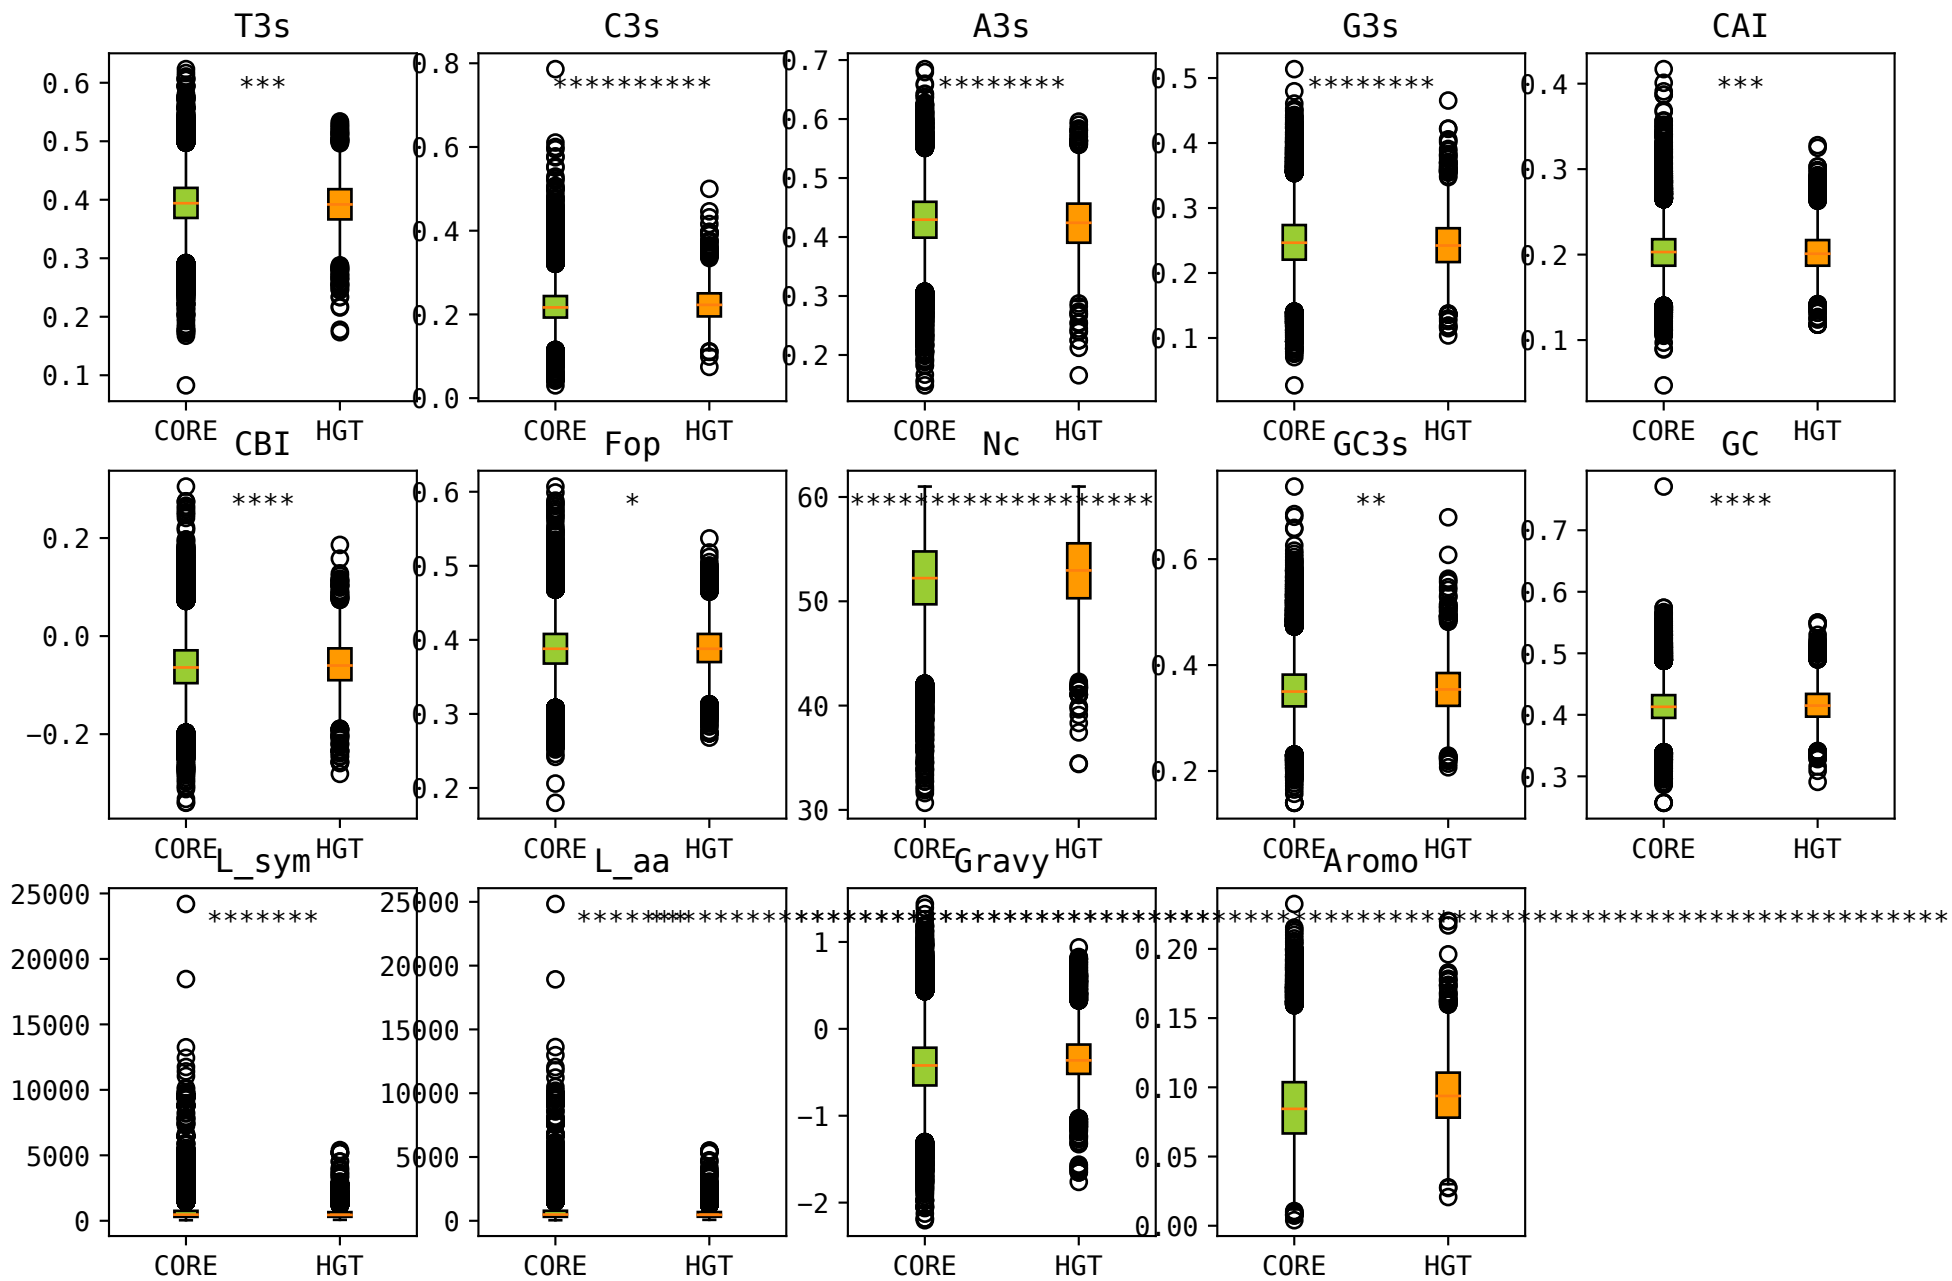 T3s C3s A3s G3s CAI
*** ********** ******** ******** ***
0.6 0.5 0.4 0.3 0.2 0.1
0.8 0.6 0.4 0.2 0.0
0.7 0.6 0.5 0.4 0.3 0.2
0.5 0.4 0.3 0.2 0.1
0.4 0.3 0.2 0.1
CORE HGT CORE HGT CORE HGT CORE HGT CORE HGT
CBI Fop Nc GC3s GC
**** * ******************* ** ****
0.2 0.0 −0.2
0.6 0.5 0.4 0.3 0.2
60 50 40 30
0.6 0.4 0.2
0.7 0.6 0.5 0.4 0.3
CORE HGT CORE HGT CORE HGT CORE HGT CORE HGT
L_sym L_aa Gravy Aromo
*******
25000 20000 15000 10000 5000 0
25000 20000 15000 10000 5000 0
1 0 −1 −2
0.20 0.15 0.10 0.05 0.00
CORE HGT CORE HGT CORE HGT CORE HGT